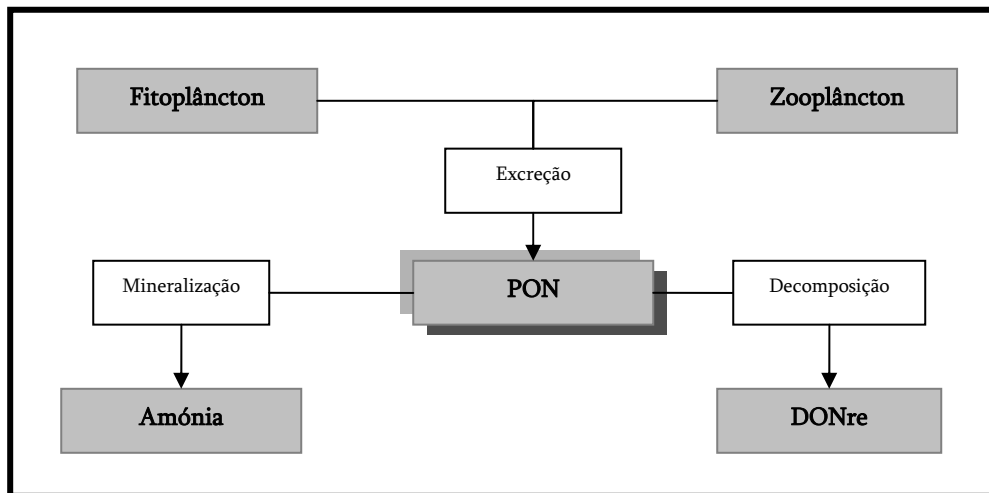 Fitoplâncton
Zooplâncton
Excreção
Mineralização
PON
Decomposição
Amónia
DONre